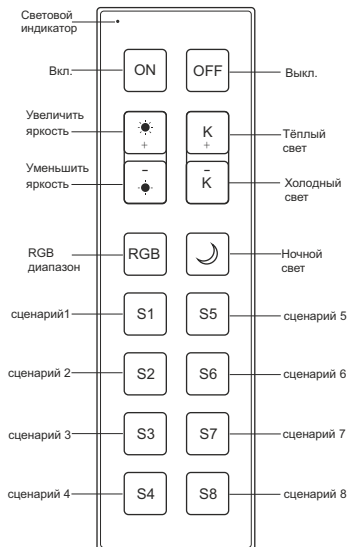 Световой
индикатор
Вкл.
ON
OFF
Выкл.
Увеличить
яркость
+
K
+
Тёплый
свет
Уменьшить
яркость
-
-
K
Холодный
свет
RGB
диапазон
RGB
Ночной
свет
сценарий1
S1
S5
сценарий 5
сценарий 2
S2
S6
сценарий 6
сценарий 3
S3
S7
сценарий 7
сценарий 4
S4
S8
сценарий 8